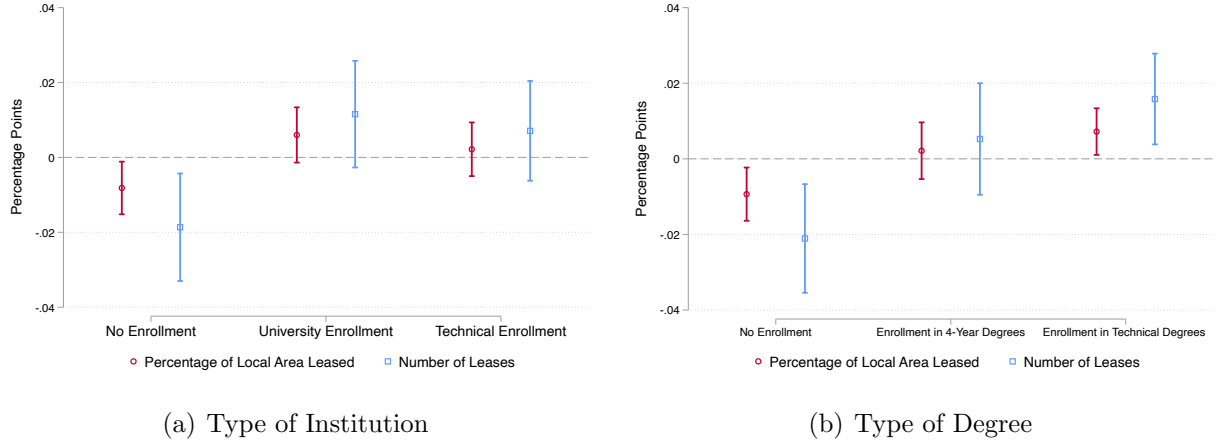 Percentage Points
.04
.02
0
-.02
-.04
No Enrollment
University Enrollment
Technical Enrollment
Percentage of Local Area Leased
Number of Leases
(a) Type of Institution
Percentage Points
.04
.02
0
-.02
-.04
No Enrollment
Enrollment in 4-Year Degrees
Enrollment in Technical Degrees
Percentage of Local Area Leased
Number of Leases
(b) Type of Degree